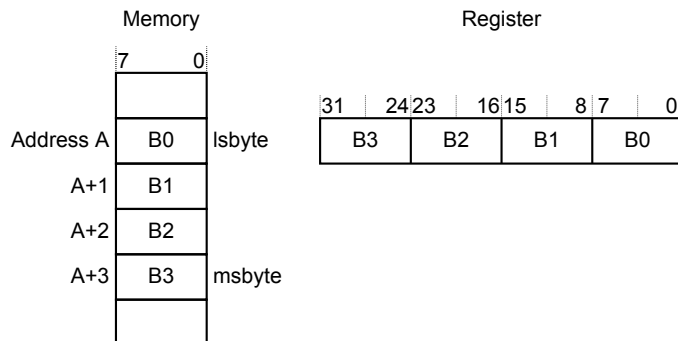 Memory
Register
7 0
31 24 23 16 15 8 7 0
Address A B0 lsbyte
B3 B2 B1 B0
A+1 B1
A+2 B2
A+3 B3 msbyte